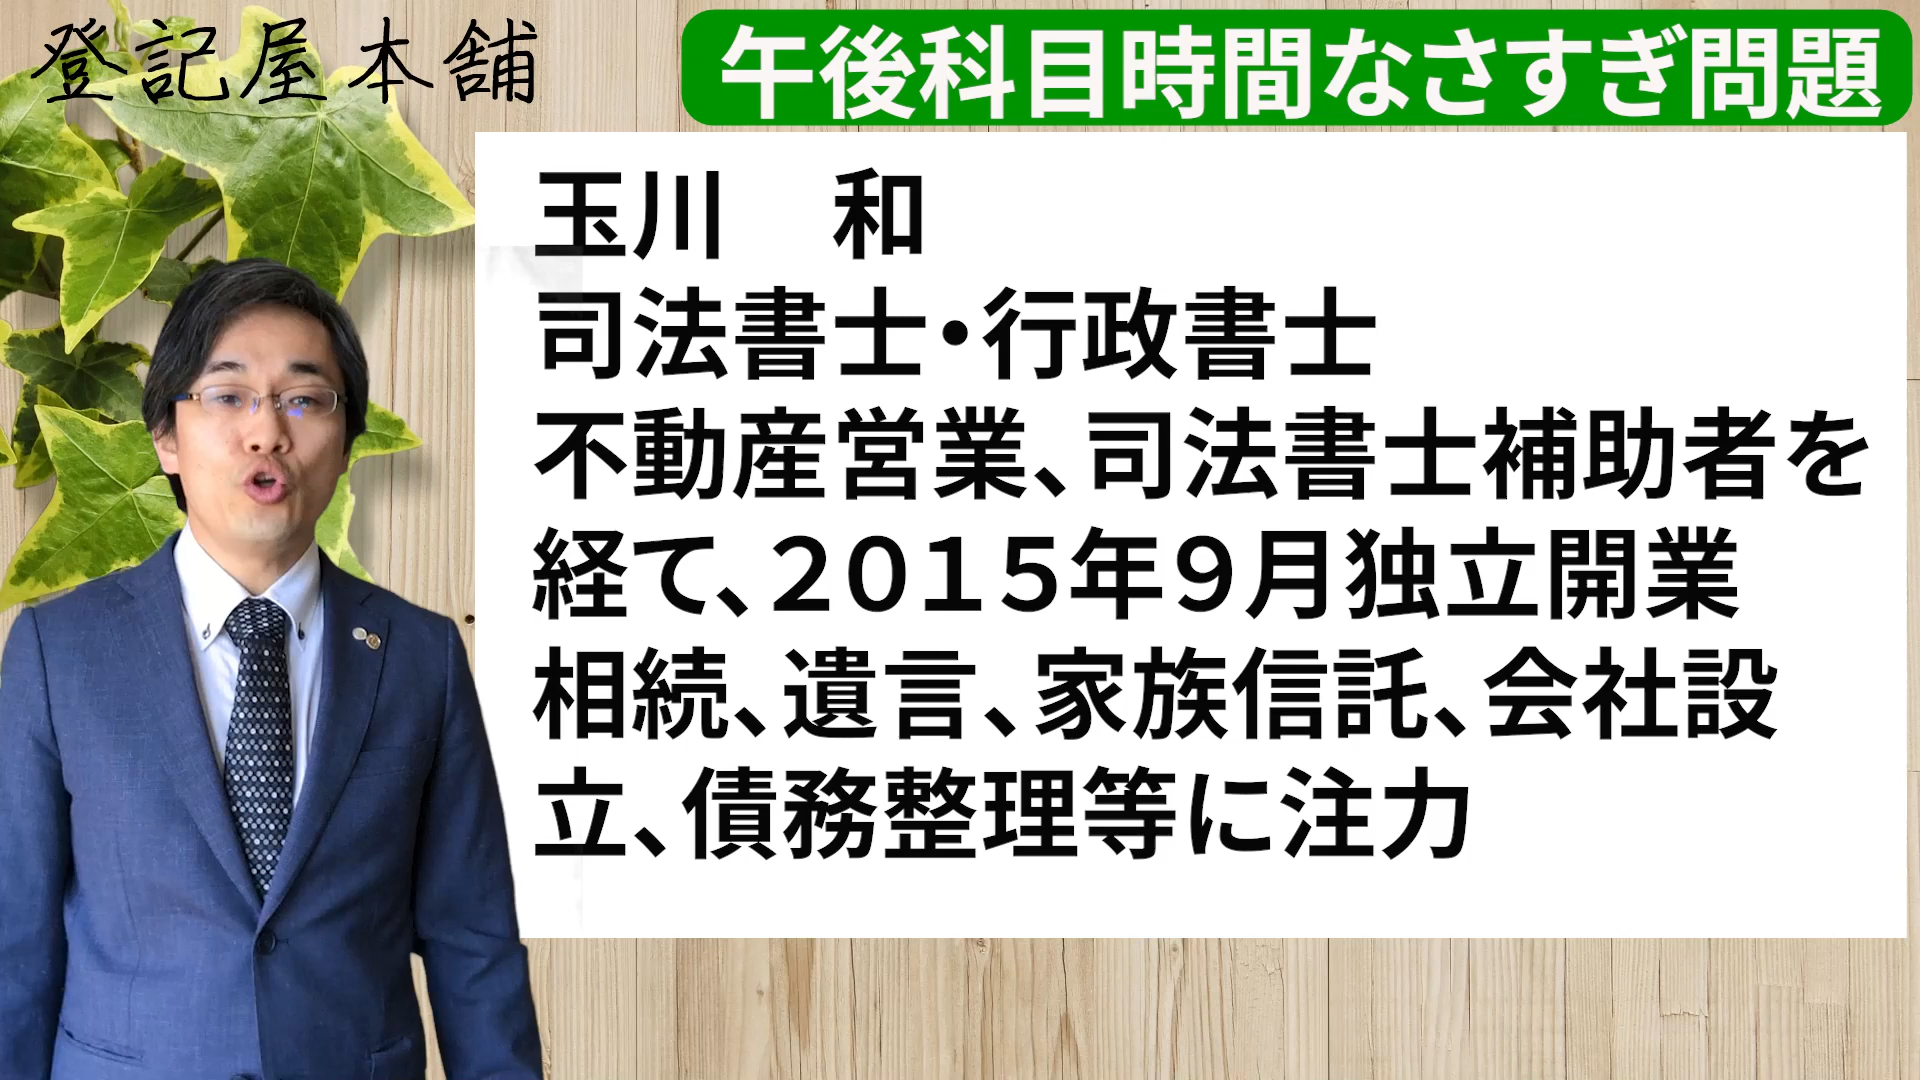 登記屋本舗
午後科目時間なさすぎ問題
玉川　和
司法書士・行政書士
不動産営業、司法書士補助者を
経て、２０１５年９月独立開業
相続、遺言、家族信託、会社設
立、債務整理等に注力